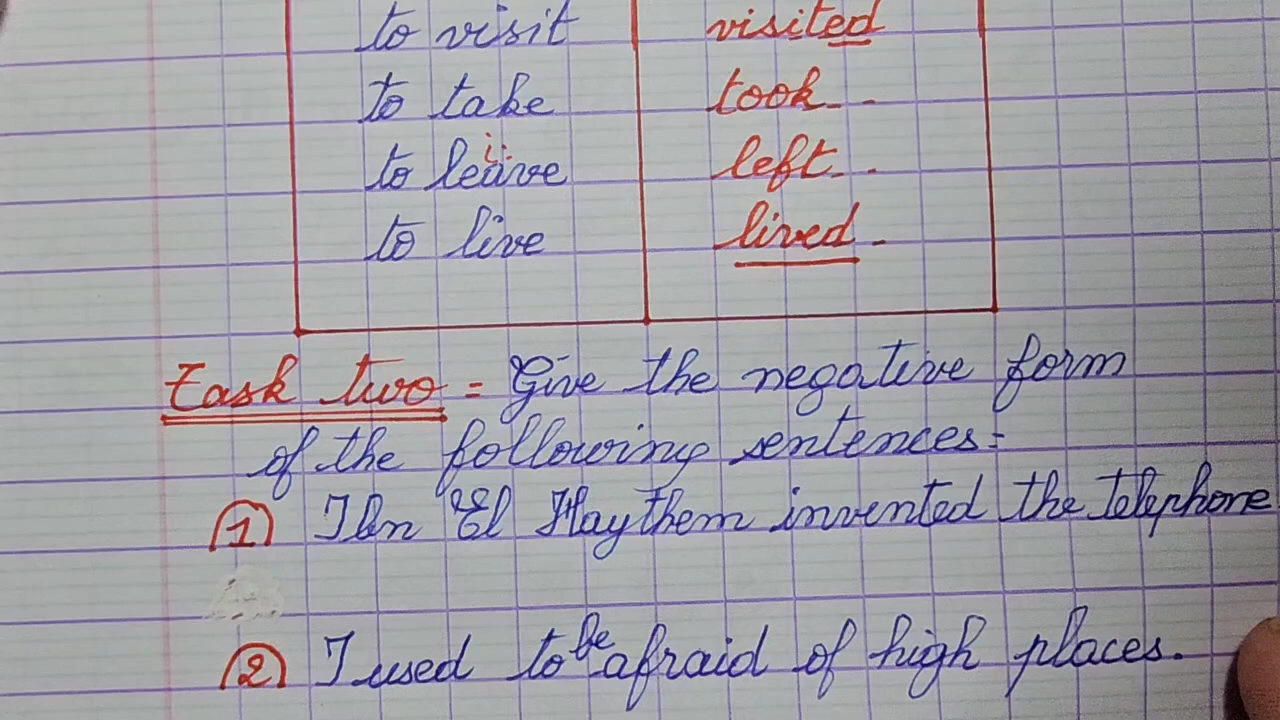 to visit visited
to take took..
to leave left..
to live lived.
Task two = Give the negative form
of the following sentences:
① Ibn El Haythem invented the telephone
② I used to be afraid of high places.